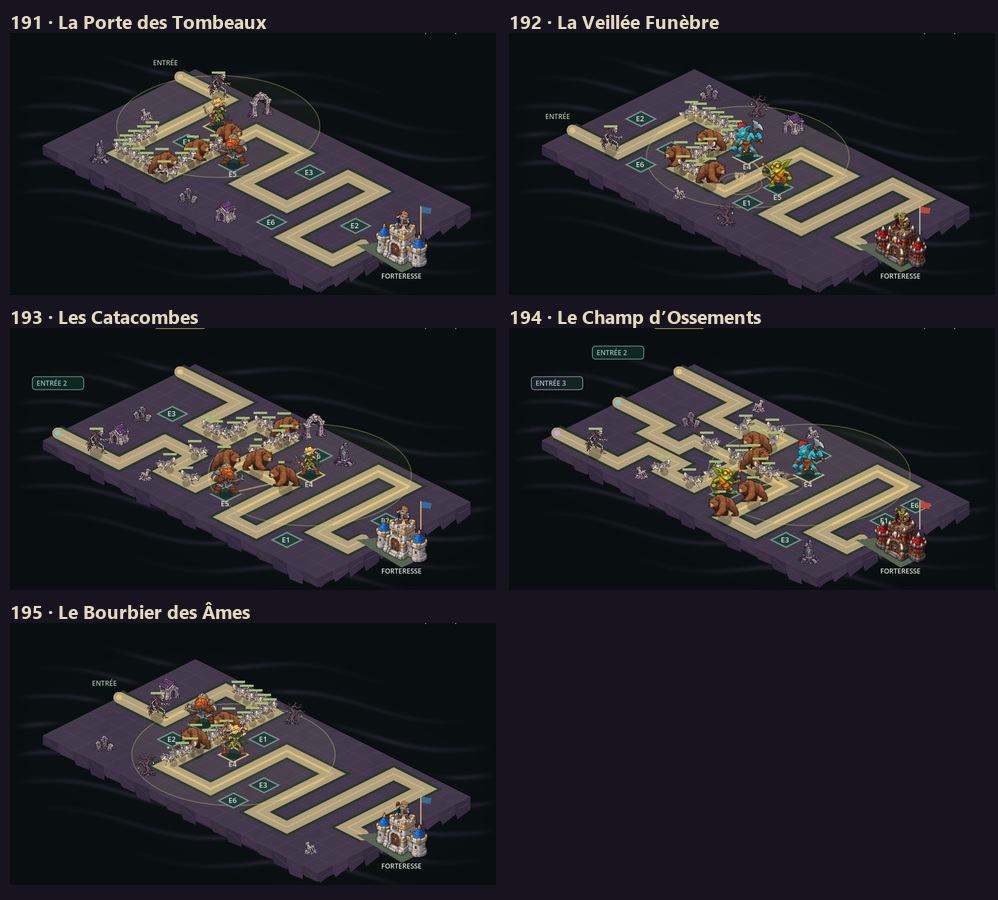 191 · La Porte des Tombeaux
ENTRÉE
E5
E3
E6
E2
FORTERESSE
192 · La Veillée Funèbre
ENTRÉE
E2
E6
E4
E5
E1
FORTERESSE
193 · Les Catacombes
ENTRÉE 2
E3
E4
E5
E1
FORTERESSE
194 · Le Champ d’Ossements
ENTRÉE 2
ENTRÉE 3
E4
E6
E3
FORTERESSE
195 · Le Bourbier des Âmes
ENTRÉE
E2
E1
E4
E3
E6
FORTERESSE